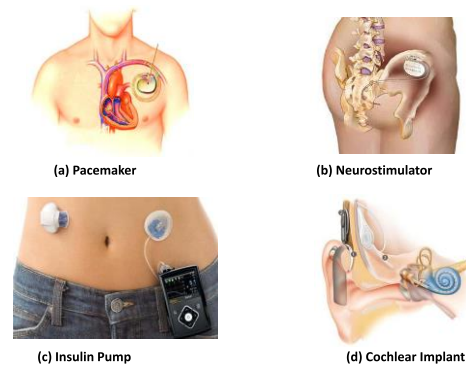 (a) Pacemaker
(b) Neurostimulator
(c) Insulin Pump
(d) Cochlear Implant